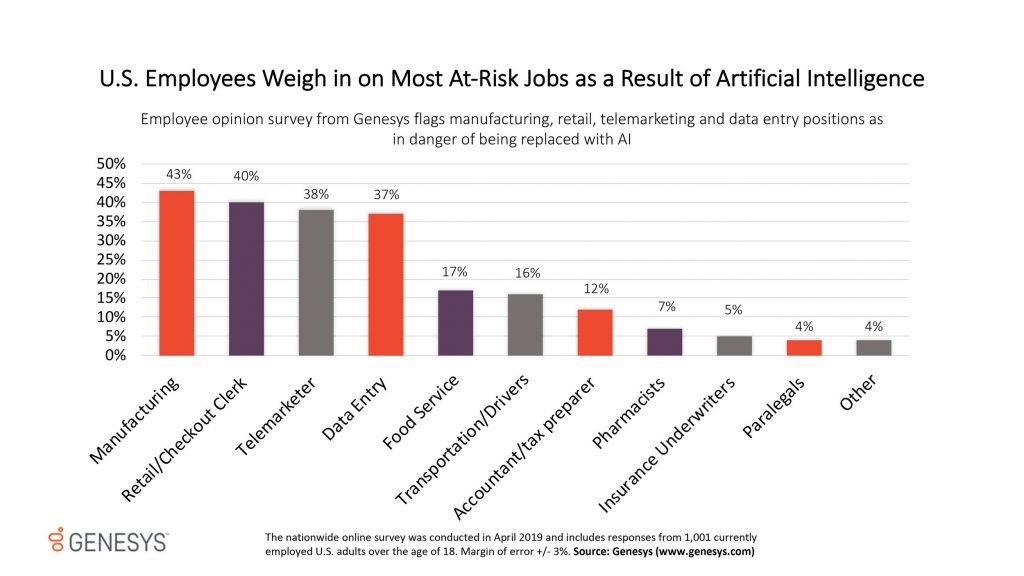 U.S. Employees Weigh in on Most At-Risk Jobs as a Result of Artificial Intelligence
Employee opinion survey from Genesys flags manufacturing, retail, telemarketing and data entry positions as
in danger of being replaced with AI
50%
45%
40%
35%
30%
25%
20%
15%
10%
5%
0%
43%
40%
38%
37%
17%
16%
12%
7%
5%
4%
4%
Manufacturing
Retail/Checkout Clerk
Telemarketer
Data Entry
Food Service
Transportation/Drivers
Accountant/tax preparer
Pharmacists
Insurance Underwriters
Paralegals
Other
GENESYS™
The nationwide online survey was conducted in April 2019 and includes responses from 1,001 currently
employed U.S. adults over the age of 18. Margin of error +/- 3%. Source: Genesys (www.genesys.com)